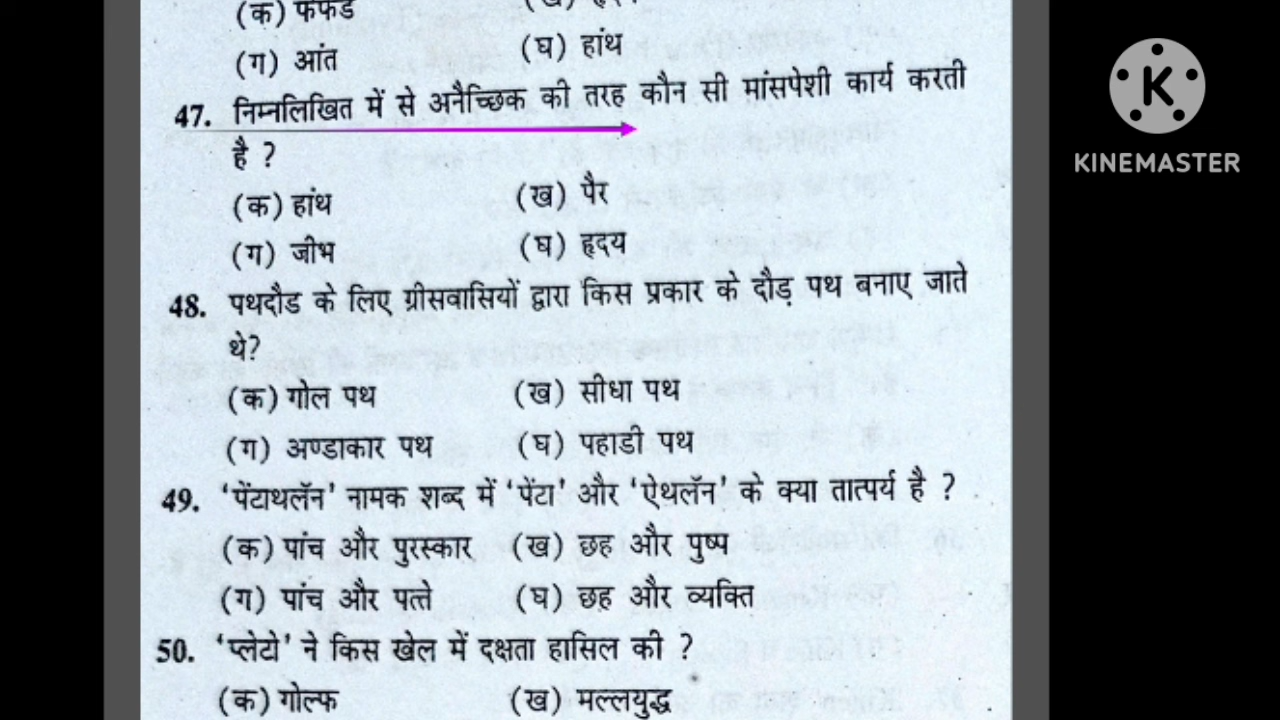 (क) फेफड
(ग) आंत
(घ) हांथ
47. निम्नलिखित में से अनैच्छिक की तरह कौन सी मांसपेशी कार्य करती
है ?
(क) हांथ (ख) पैर
(ग) जीभ (घ) हृदय
48. पथदौड के लिए ग्रीसवासियों द्वारा किस प्रकार के दौड़ पथ बनाए जाते
थे?
(क) गोल पथ (ख) सीधा पथ
(ग) अण्डाकार पथ (घ) पहाडी पथ
49. 'पेंटाथलॅन' नामक शब्द में 'पेंटा' और 'ऐथलॅन' के क्या तात्पर्य है ?
(क) पांच और पुरस्कार (ख) छह और पुष्प
(ग) पांच और पत्ते (घ) छह और व्यक्ति
50. 'प्लेटो' ने किस खेल में दक्षता हासिल की ?
(क) गोल्फ (ख) मल्लयुद्ध
K
KINEMASTER